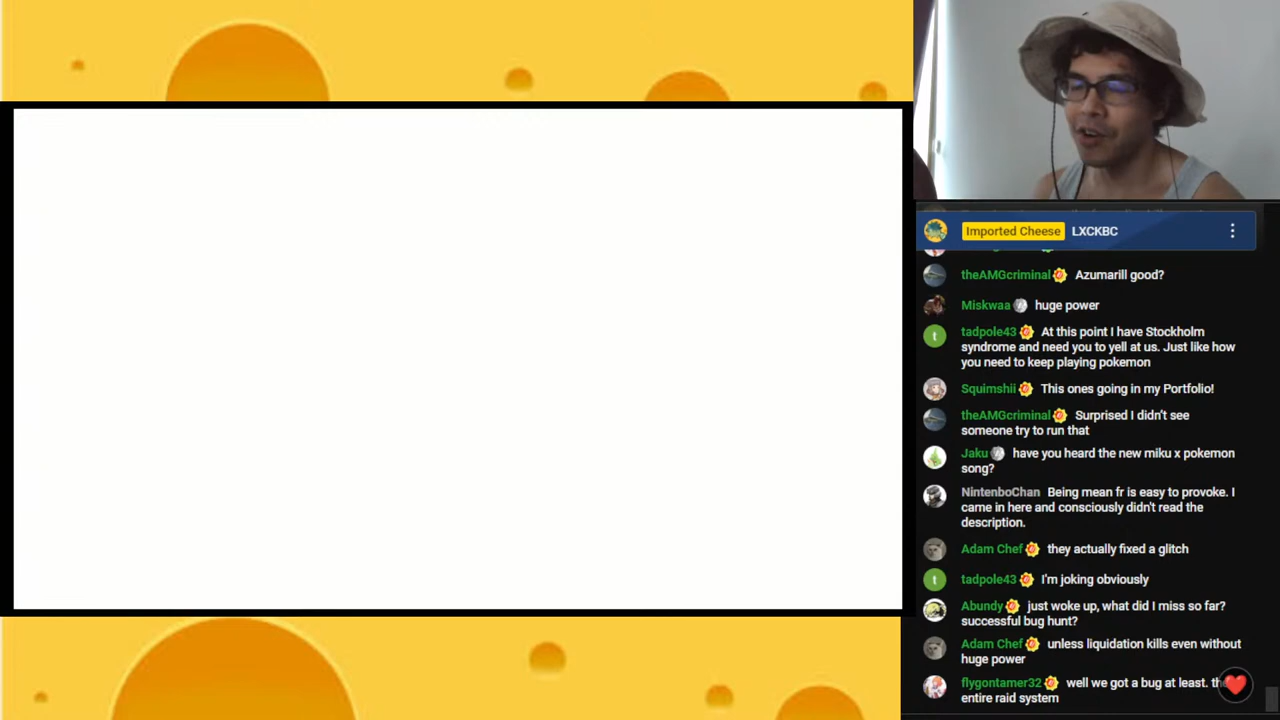 Imported Cheese LXCKBC
theAMGcriminal Azumarill good?
Miskwaa huge power
tadpole43 At this point I have Stockholm
syndrome and need you to yell at us. Just like how
you need to keep playing pokemon
Squimshii This ones going in my Portfolio!
theAMGcriminal Surprised I didn't see
someone try to run that
Jaku have you heard the new miku x pokemon
song?
NintenboChan Being mean fr is easy to provoke. I
came in here and consciously didn't read the
description.
Adam Chef they actually fixed a glitch
t tadpole43 I'm joking obviously
Abundy just woke up, what did I miss so far?
successful bug hunt?
Adam Chef unless liquidation kills even without
huge power
flygontamer32 well we got a bug at least.
entire raid system